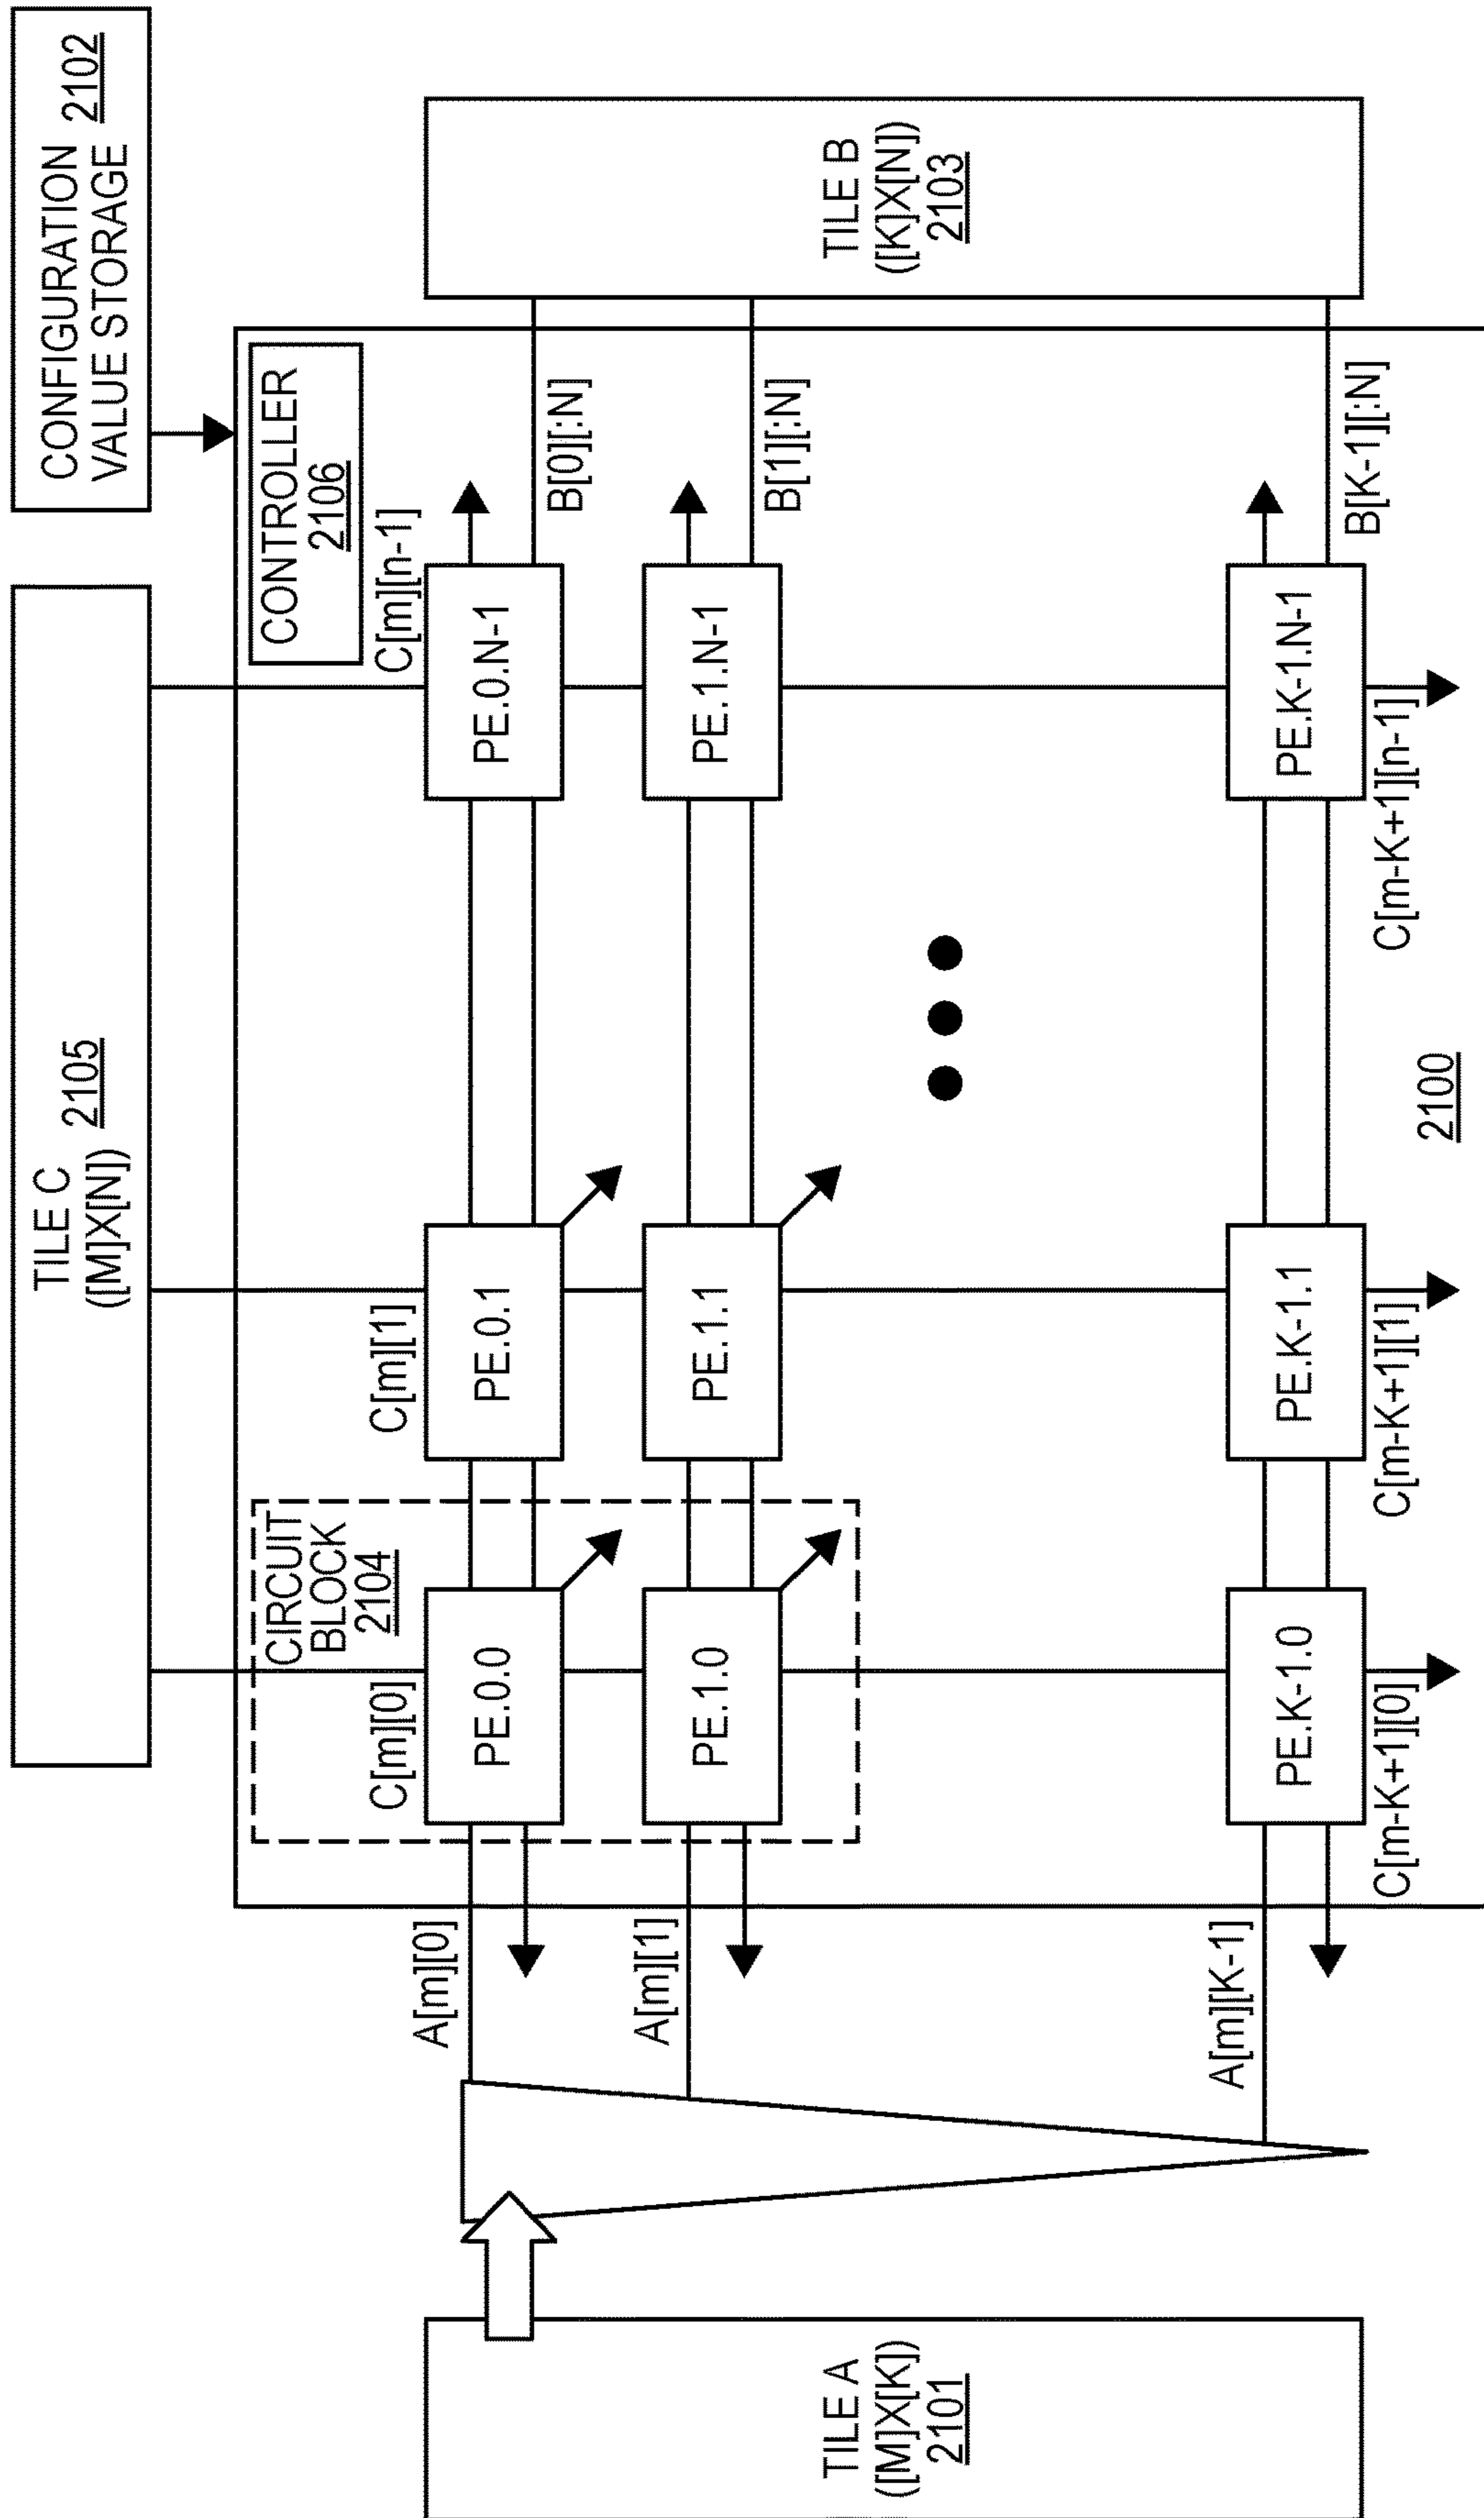 TILE C
([M]X[N]) 2105
CONFIGURATION
VALUE STORAGE 2102
CONTROLLER
2106
CIRCUIT
BLOCK
2104
C[m][0]
C[m][1]
C[m][n-1]
A[m][0]
PE.0.0
PE.0.1
PE.0.N-1
B[0][:N]
A[m][1]
PE.1.0
PE.1.1
PE.1.N-1
B[1][:N]
TILE A
([M]X[K])
2101
TILE B
([K]X[N])
2103
A[m][K-1]
PE.K-1.0
PE.K-1.1
PE.K-1.N-1
B[K-1][:N]
C[m-K+1][0]
C[m-K+1][1]
C[m-K+1][n-1]
2100